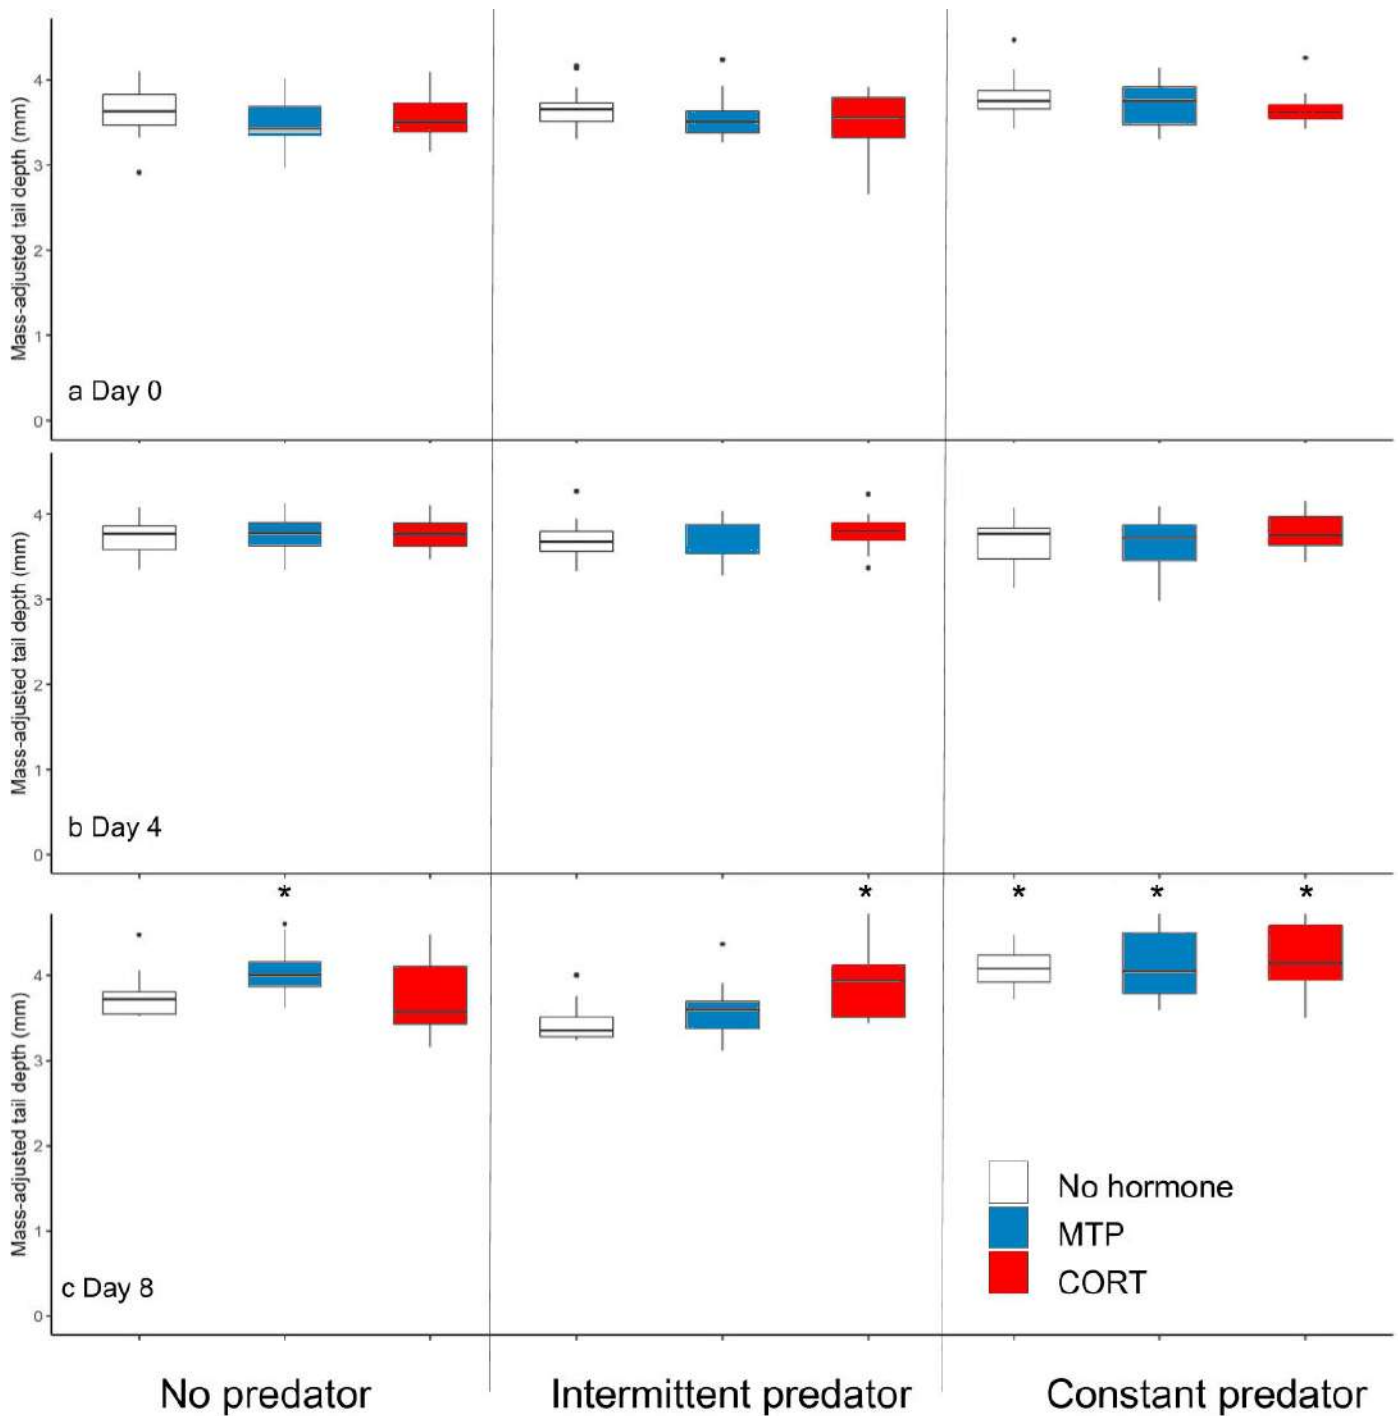 Mass-adjusted tail depth (mm)
4
3
2
1
0
a Day 0
Mass-adjusted tail depth (mm)
4
3
2
1
0
b Day 4
* * * * *
Mass-adjusted tail depth (mm)
4
3
2
1
0
c Day 8
No hormone
MTP
CORT
No predator Intermittent predator Constant predator